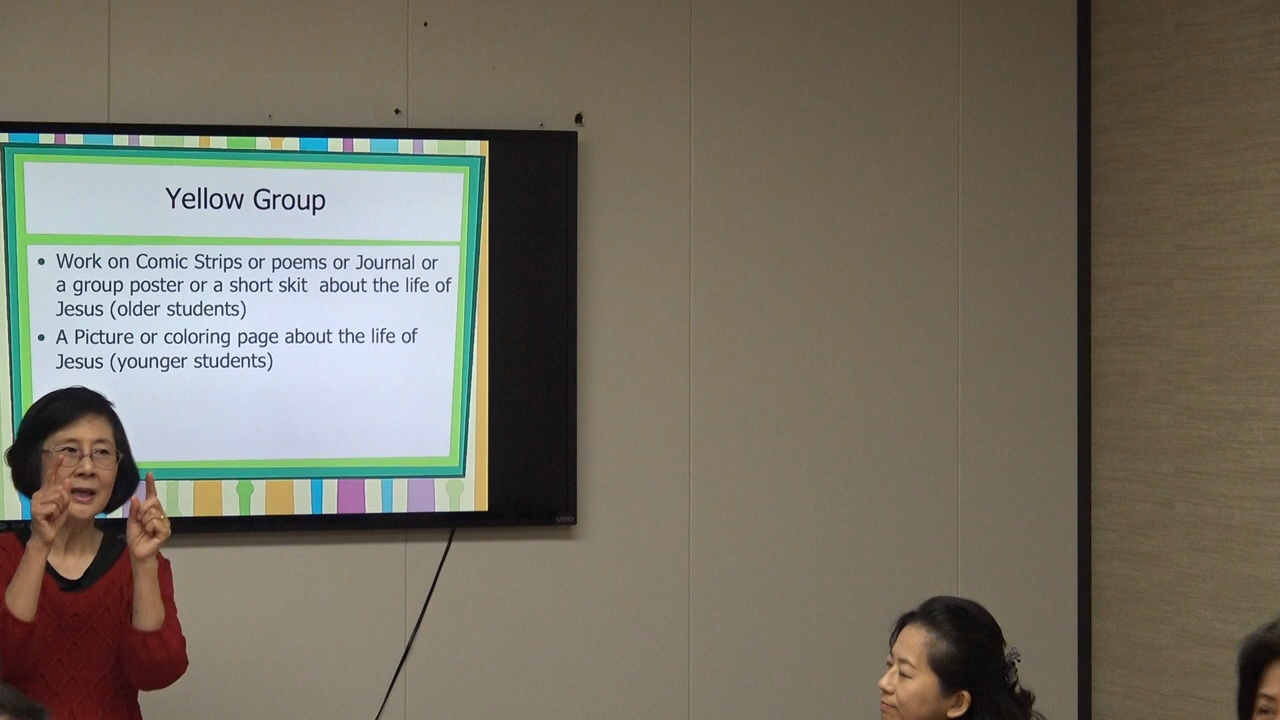 Yellow Group
• Work on Comic Strips or poems or Journal or
a group poster or a short skit about the life of
Jesus (older students)
• A Picture or coloring page about the life of
Jesus (younger students)